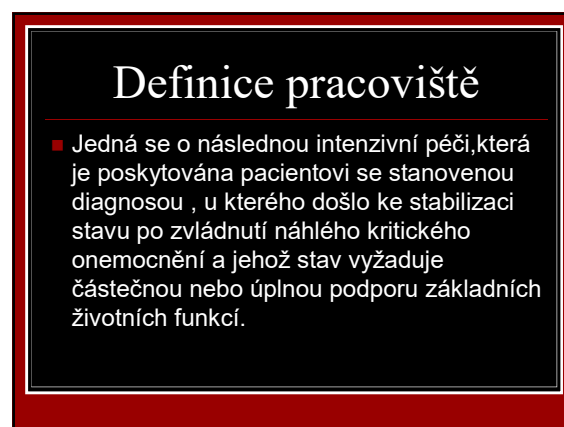 Definice pracoviště
Jedná se o následnou intenzivní péči,která
je poskytována pacientovi se stanovenou
diagnosou , u kterého došlo ke stabilizaci
stavu po zvládnutí náhlého kritického
onemocnění a jehož stav vyžaduje
částečnou nebo úplnou podporu základních
životních funkcí.